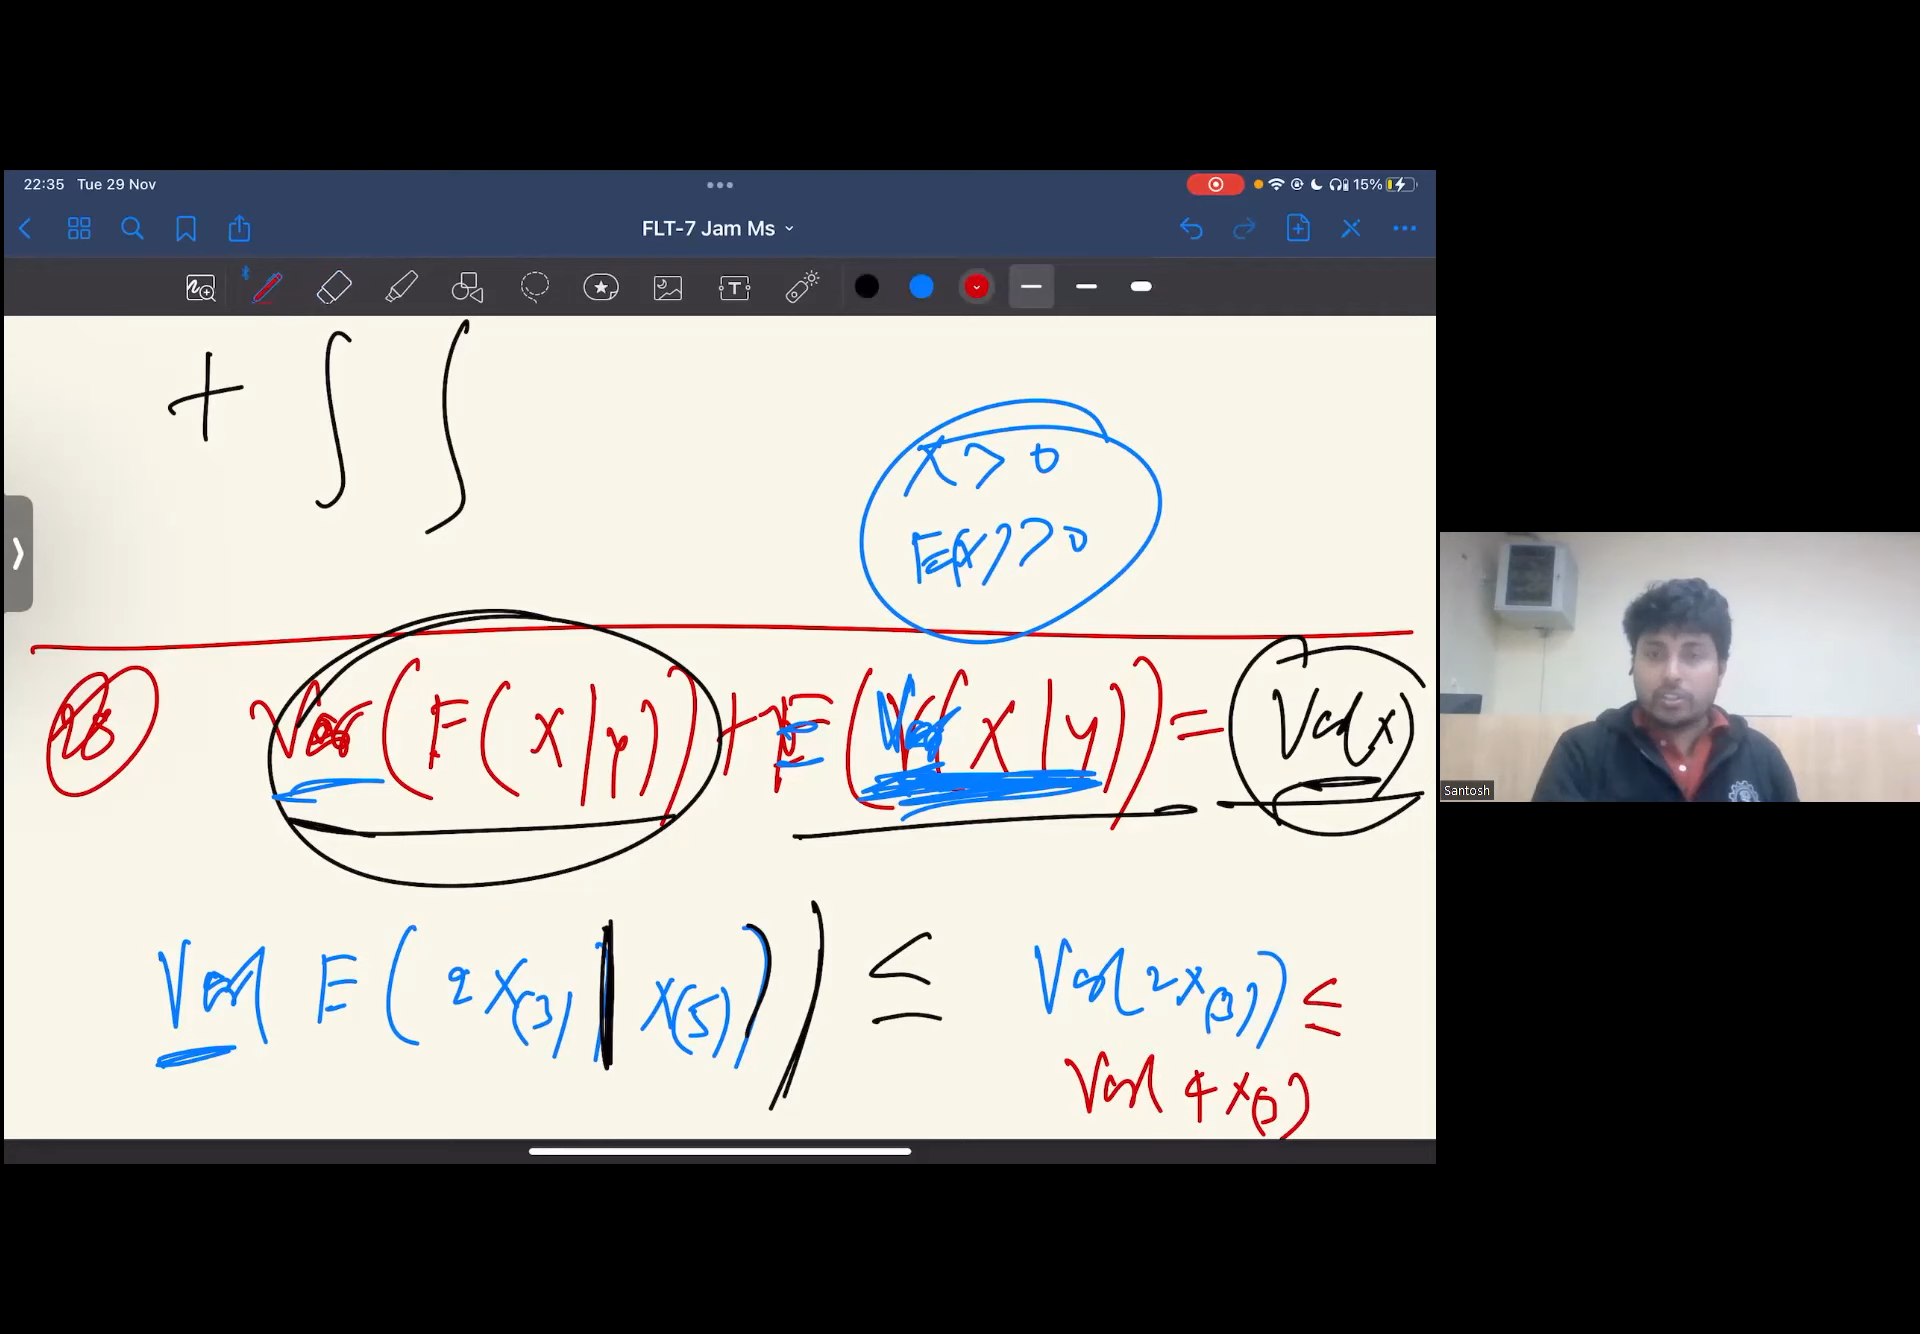 22:35 Tue 29 Nov
15%
FLT-7 Jam Ms
T
+ ∫ ∫
X > 0
E(X) > 0
28 Var(E(X|Y)) + E(Var(X|Y)) = Var(X)
Var E(2X(3) | X(5))) ≤ Var(2X(3)) ≤
Var(4X(3))
Santosh